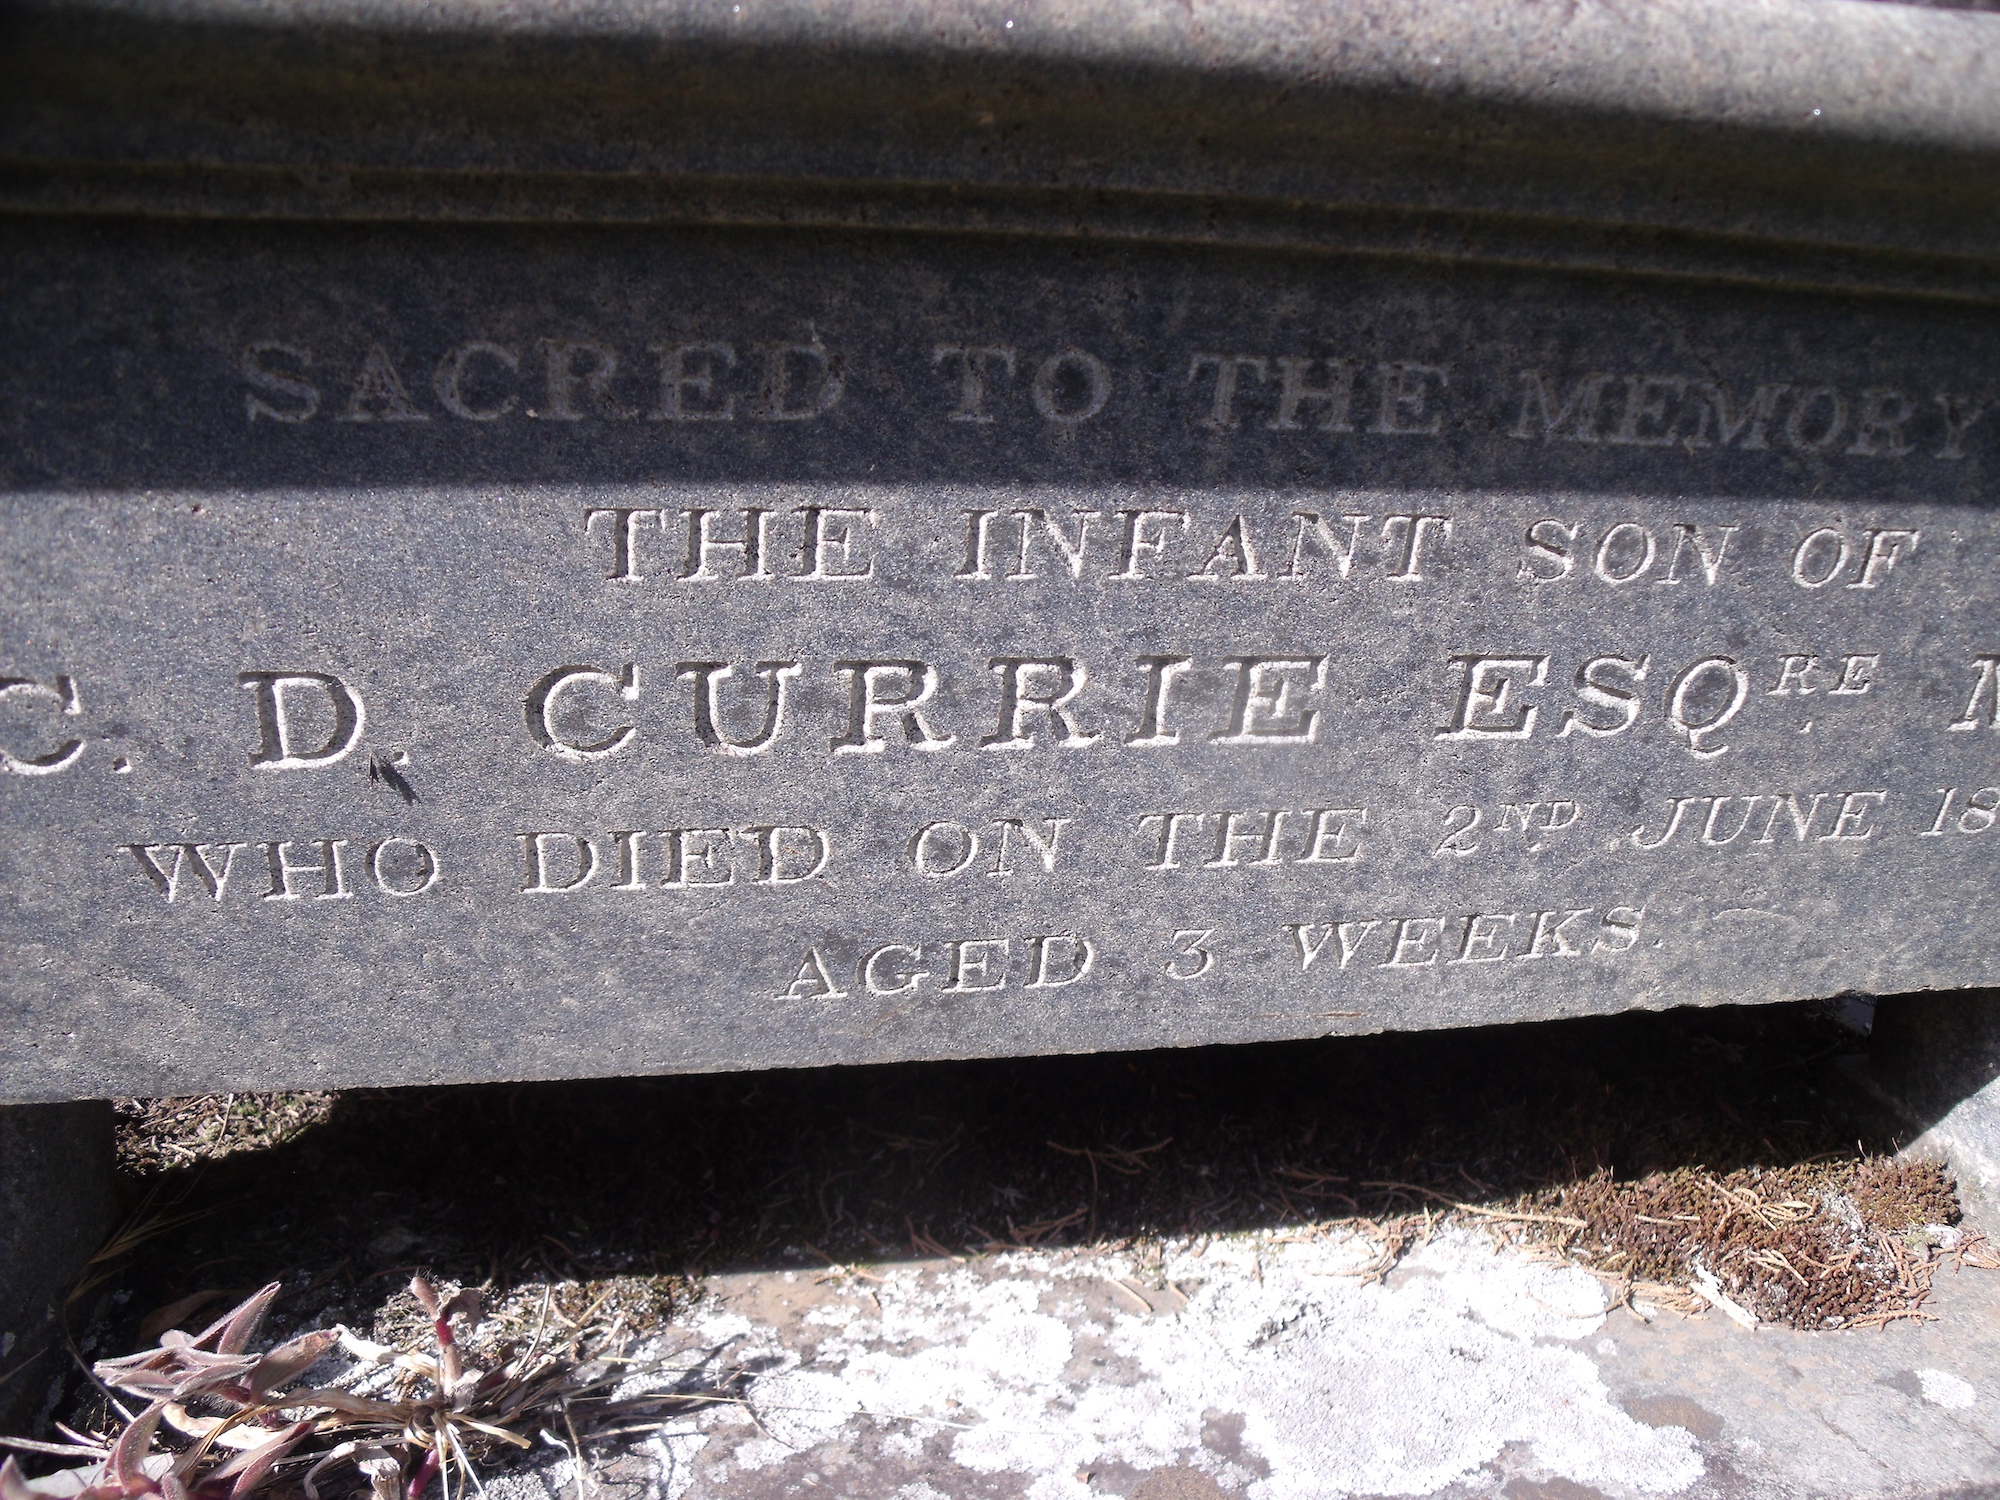 SACRED TO THE MEMORY
THE INFANT SON OF
C. D. CURRIE ESQRE
WHO DIED ON THE 2ND JUNE 18
AGED 3 WEEKS.